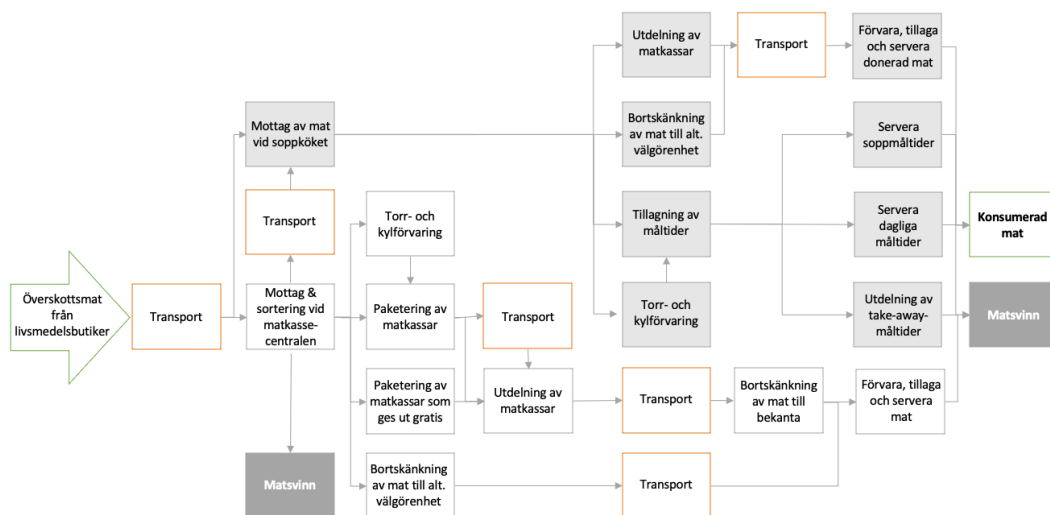 Överskottsmat
från
livsmedelsbutiker
Transport
Mottag av mat
vid soppköket
Transport
Mottag &
sortering vid
matkasse-
centralen
Matsvinn
Torr- och
kylförvaring
Paketering av
matkassar
Paketering av
matkassar som
ges ut gratis
Bortskänkning
av mat till alt.
välgörenhet
Transport
Utdelning av
matkassar
Utdelning av
matkassar
Bortskänkning
av mat till alt.
välgörenhet
Tillagning av
måltider
Torr- och
kylförvaring
Transport
Transport
Transport
Bortskänkning
av mat till
bekanta
Förvara, tillaga
och servera
donerad mat
Servera
soppmåltider
Servera
dagliga
måltider
Utdelning av
take-away-
måltider
Förvara, tillaga
och servera
mat
Konsumerad
mat
Matsvinn